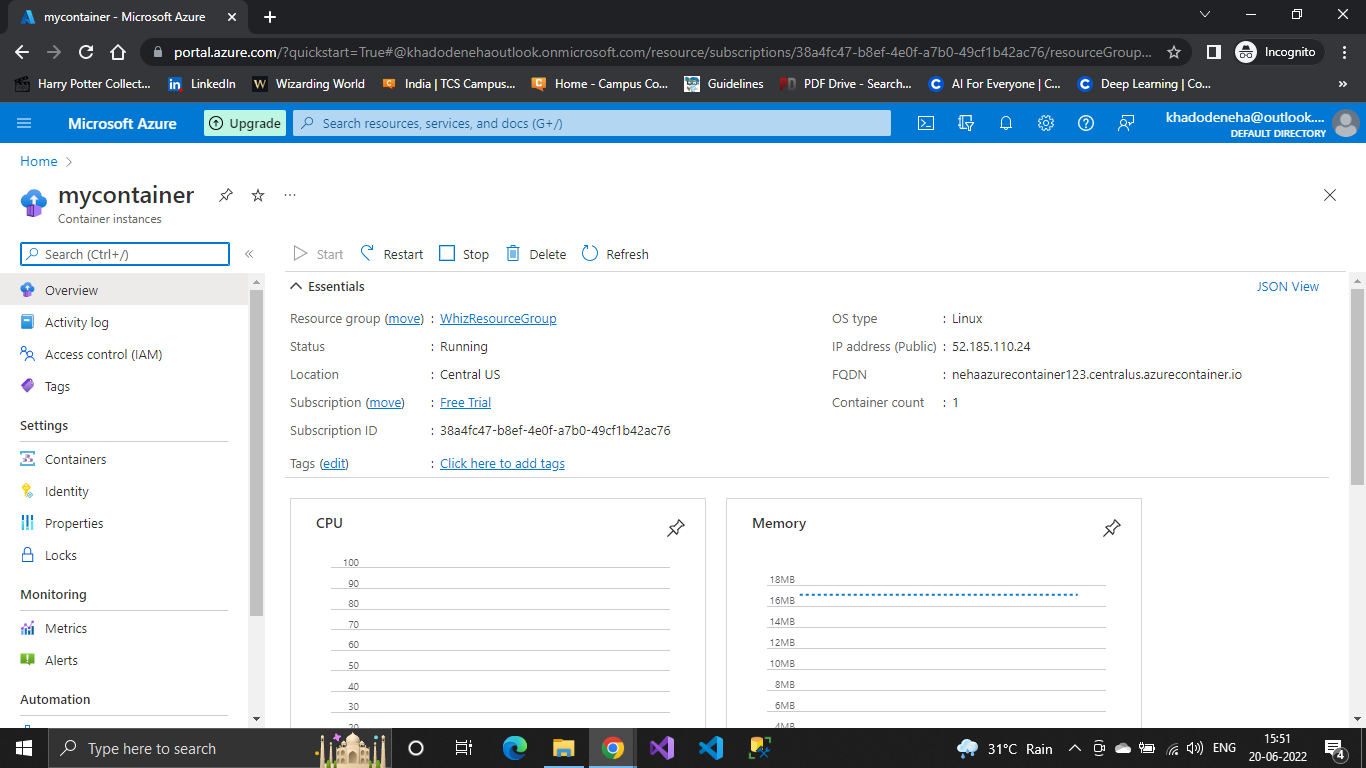 mycontainer - Microsoft Azure
portal.azure.com/?quickstart=True#@khadodenehaoutlook.onmicrosoft.com/resource/subscriptions/38a4fc47-b8ef-4e0f-a7b0-49cf1b42ac76/resourceGroup...
Incognito
Harry Potter Collect...
LinkedIn
Wizarding World
India | TCS Campus...
Home - Campus Co...
Guidelines
PDF Drive - Search...
AI For Everyone | C...
Deep Learning | Co...
»
Microsoft Azure
Upgrade
Search resources, services, and docs (G+/)
khadodeneha@outlook....
DEFAULT DIRECTORY
Home
mycontainer
...
Container instances
Search (Ctrl+/)
«
Start
Restart
Stop
Delete
Refresh
Overview
Activity log
Access control (IAM)
Tags
Settings
Containers
Identity
Properties
Locks
Monitoring
Metrics
Alerts
Automation
Essentials
JSON View
Resource group (move) : WhizResourceGroup
Status : Running
Location : Central US
Subscription (move) : Free Trial
Subscription ID : 38a4fc47-b8ef-4e0f-a7b0-49cf1b42ac76
Tags (edit) : Click here to add tags
OS type : Linux
IP address (Public) : 52.185.110.24
FQDN : nehaazurecontainer123.centralus.azurecontainer.io
Container count : 1
CPU
100
90
80
70
60
50
40
30
20
Memory
18MB
16MB
14MB
12MB
10MB
8MB
6MB
4MB
Type here to search
31°C Rain
ENG
15:51
20-06-2022
4